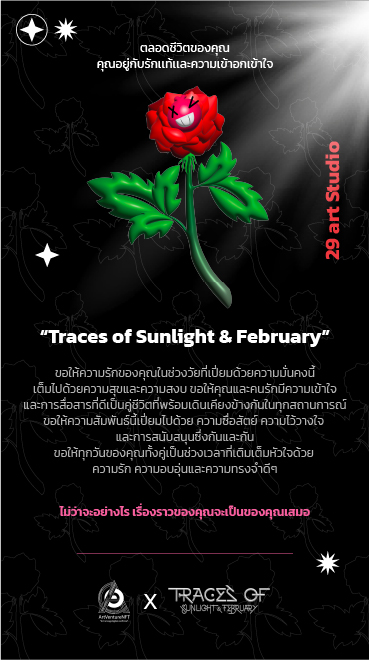 ตลอดชีวิตของคุณ
คุณอยู่กับรักแท้และความเข้าอกเข้าใจ
29 art Studio
“Traces of Sunlight & February”
ขอให้ความรักของคุณในช่วงวัยที่เปี่ยมด้วยความมั่นคงนี้
เต็มไปด้วยความสุขและความสงบ ขอให้คุณและคนรักมีความเข้าใจ
และการสื่อสารที่ดีเป็นคู่ชีวิตที่พร้อมเดินเคียงข้างกันในทุกสถานการณ์
ขอให้ความสัมพันธ์นี้เปี่ยมไปด้วย ความซื่อสัตย์ ความไว้วางใจ
และการสนับสนุนซึ่งกันและกัน
ขอให้ทุกวันของคุณทั้งคู่เป็นช่วงเวลาที่เติมเต็มหัวใจด้วย
ความรัก ความอบอุ่นและความทรงจำดีๆ
ไม่ว่าจะอย่างไร เรื่องราวของคุณจะเป็นของคุณเสมอ
ArtVentureNFT
X
TRACES OF
SUNLIGHT & FEBRUARY